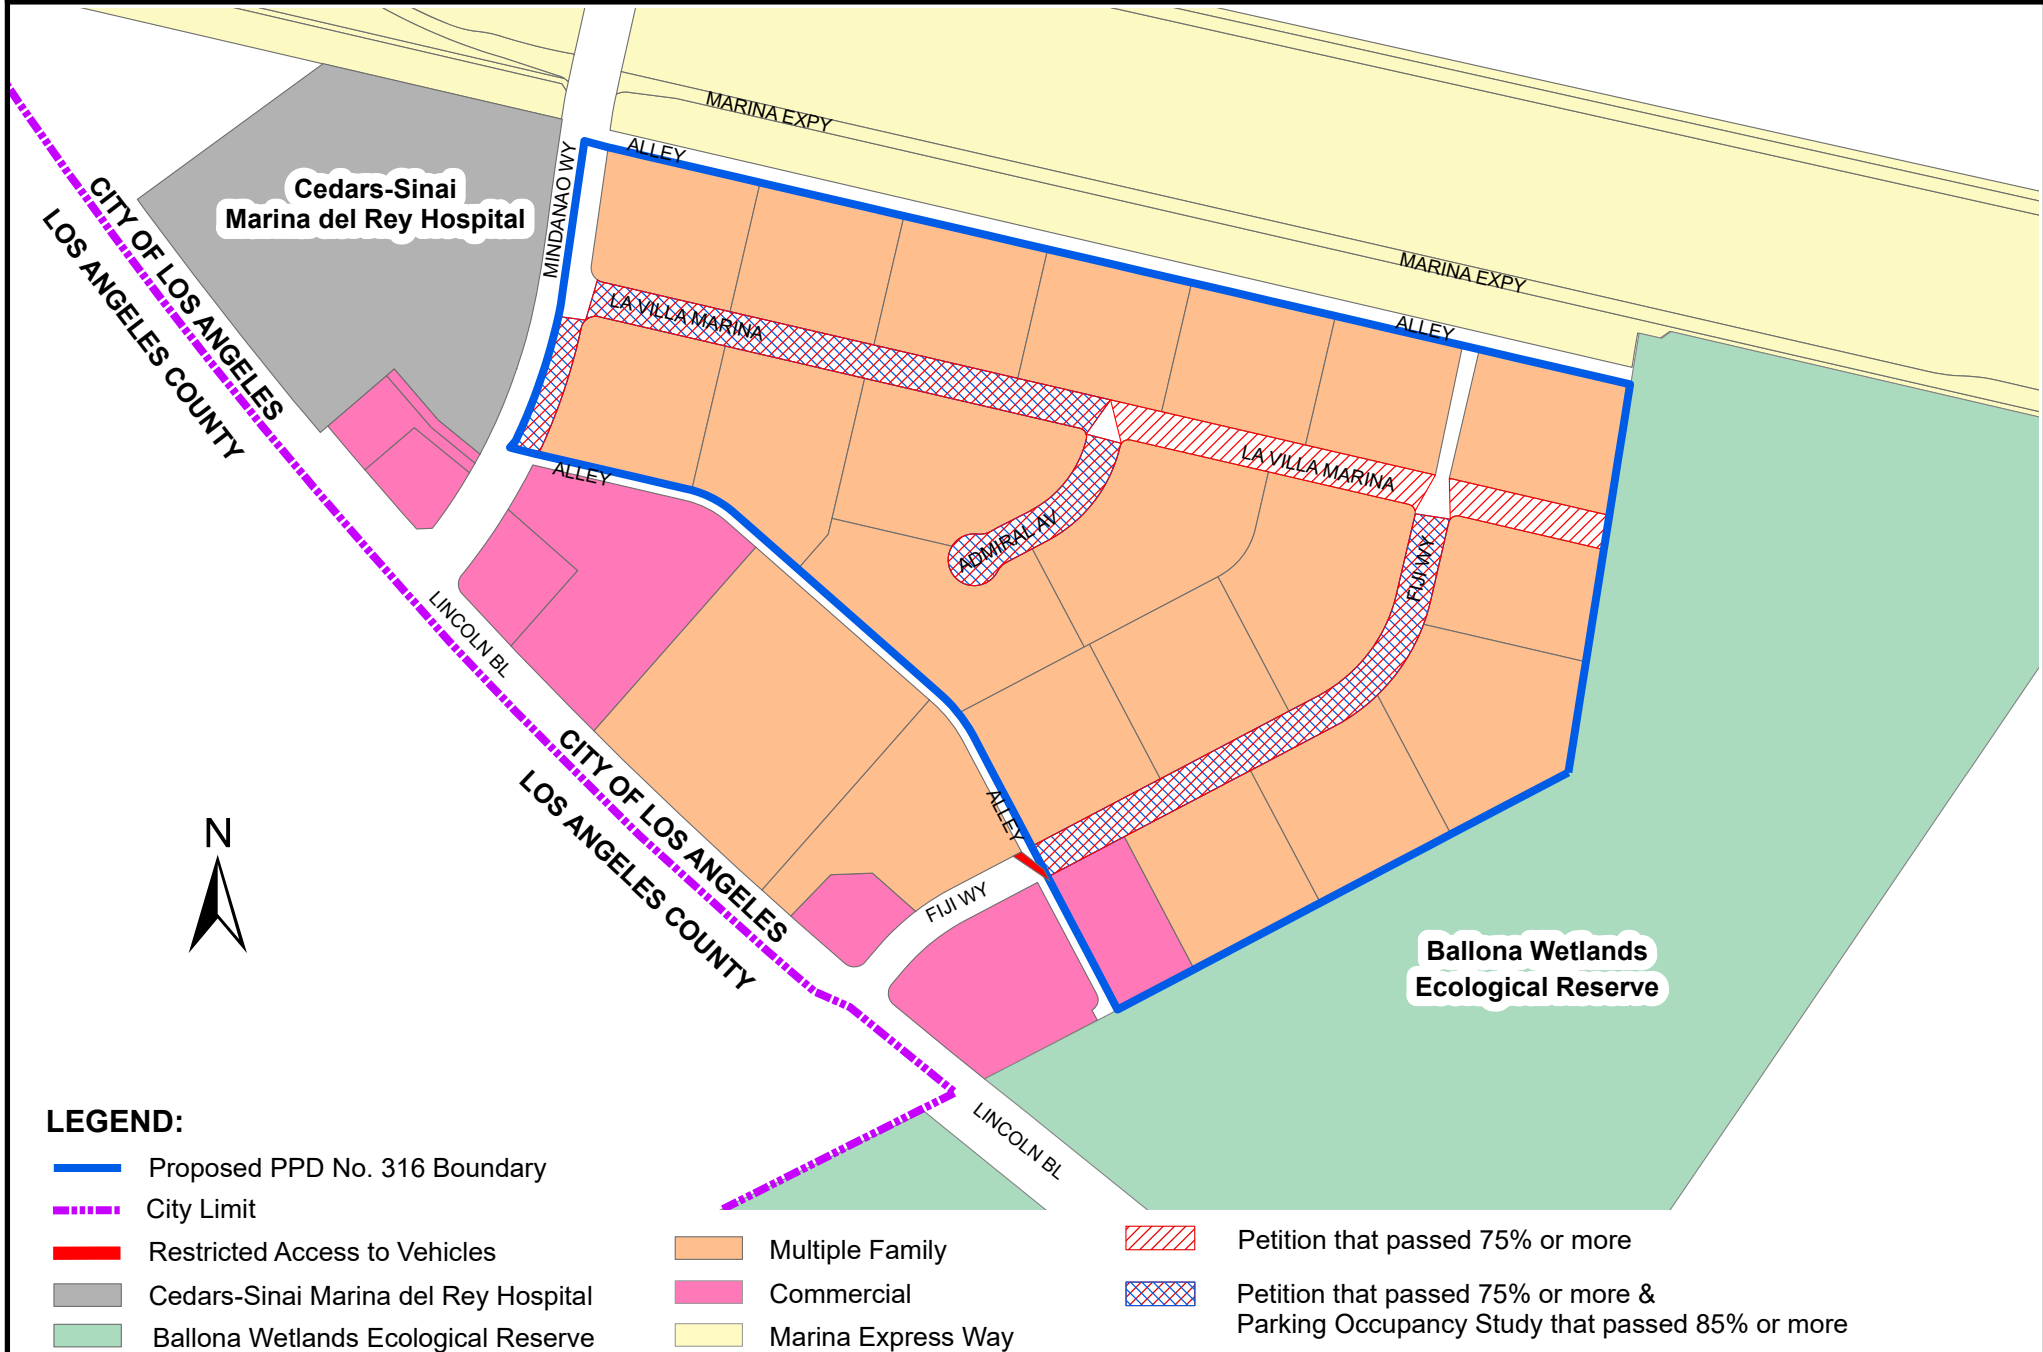 MARINA EXPY
ALLEY
MINDANAO WY
Cedars-Sinai
Marina del Rey Hospital
CITY OF LOS ANGELES
LOS ANGELES COUNTY
MARINA EXPY
LA VILLA MARINA
ALLEY
LA VILLA MARINA
ALLEY
ADMIRAL AV
FIJI WY
LINCOLN BL
CITY OF LOS ANGELES
LOS ANGELES COUNTY
ALLEY
FIJI WY
N
Ballona Wetlands
Ecological Reserve
LINCOLN BL
LEGEND:
Proposed PPD No. 316 Boundary
City Limit
Restricted Access to Vehicles
Cedars-Sinai Marina del Rey Hospital
Ballona Wetlands Ecological Reserve
Multiple Family
Commercial
Marina Express Way
Petition that passed 75% or more
Petition that passed 75% or more &
Parking Occupancy Study that passed 85% or more